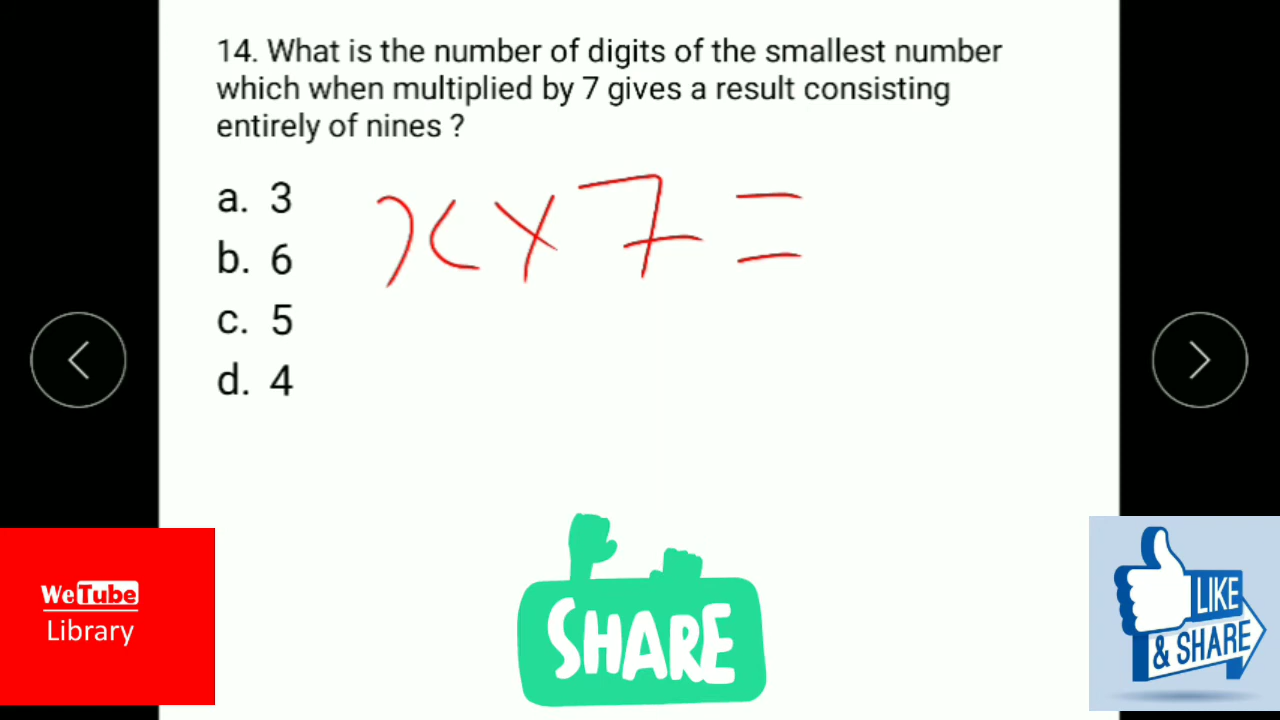 14. What is the number of digits of the smallest number
which when multiplied by 7 gives a result consisting
entirely of nines ?
a. 3
b. 6
c. 5
d. 4
x x 7 =
WeTube
Library
SHARE
LIKE
& SHARE